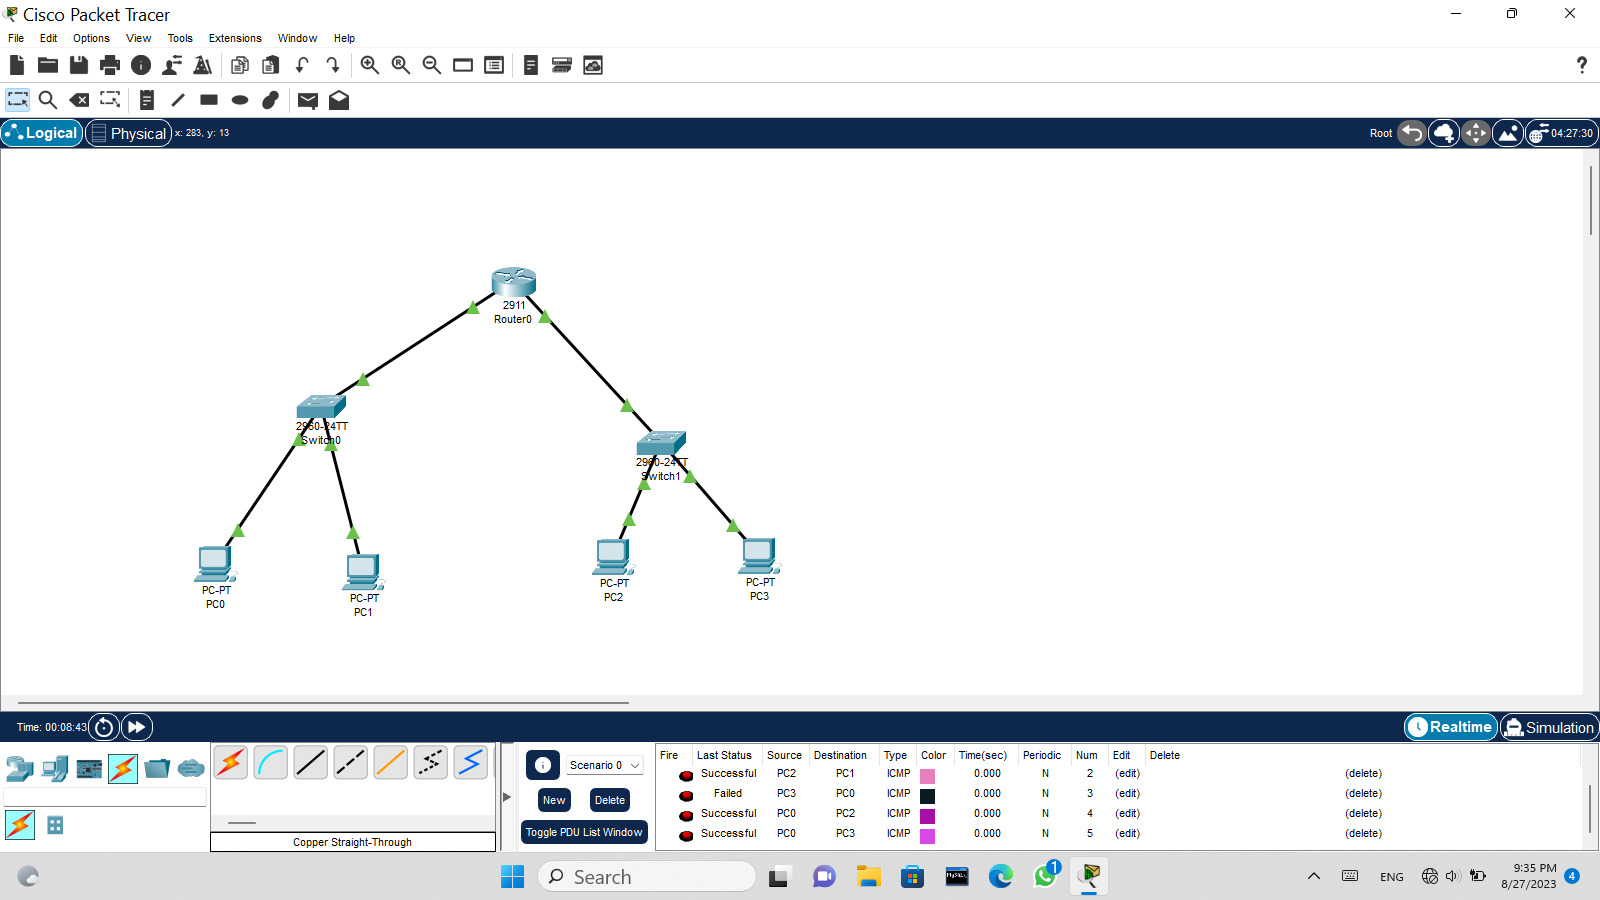 Cisco Packet Tracer
File Edit Options View Tools Extensions Window Help
Logical Physical x: 283, y: 13 Root 04:27:30
2911
Router0
2960-24TT
Switch0
2960-24TT
Switch1
PC-PT
PC0
PC-PT
PC1
PC-PT
PC2
PC-PT
PC3
Time: 00:08:43 Realtime Simulation
Scenario 0
New Delete
Toggle PDU List Window
Copper Straight-Through
Fire Last Status Source Destination Type Color Time(sec) Periodic Num Edit Delete
Successful PC2 PC1 ICMP 0.000 N 2 (edit) (delete)
Failed PC3 PC0 ICMP 0.000 N 3 (edit) (delete)
Successful PC0 PC2 ICMP 0.000 N 4 (edit) (delete)
Successful PC0 PC3 ICMP 0.000 N 5 (edit) (delete)
Search 1 ENG 9:35 PM 4
8/27/2023